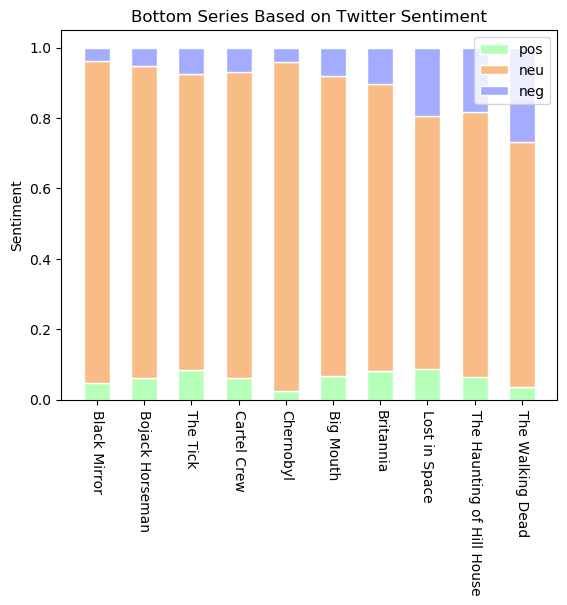 Bottom Series Based on Twitter Sentiment
pos
neu
neg
Sentiment
1.0
0.8
0.6
0.4
0.2
0.0
Black Mirror
Bojack Horseman
The Tick
Cartel Crew
Chernobyl
Big Mouth
Britannia
Lost in Space
The Haunting of Hill House
The Walking Dead